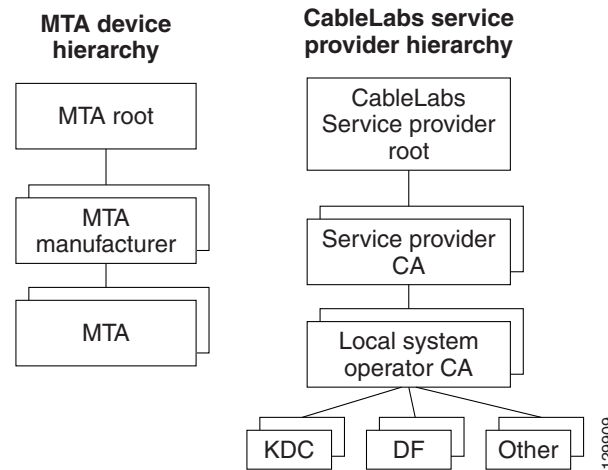 MTA device
hierarchy
MTA root
MTA
manufacturer
MTA
CableLabs service
provider hierarchy
CableLabs
Service provider
root
Service provider
CA
Local system
operator CA
KDC
DF
Other
129909